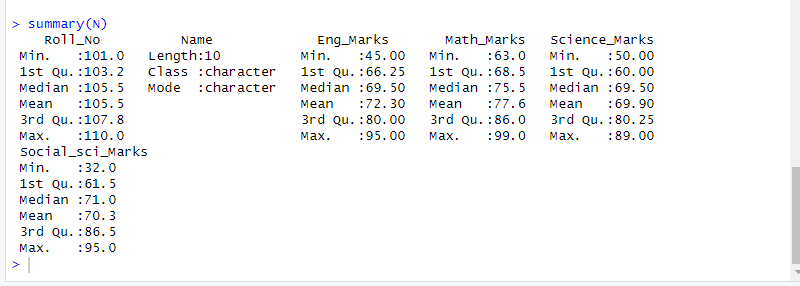 > summary(N)
    Roll_No          Name             Eng_Marks       Math_Marks   Science_Marks
 Min.   :101.0   Length:10          Min.   :45.00   Min.   :63.0   Min.   :50.00
 1st Qu.:103.2   Class :character   1st Qu.:66.25   1st Qu.:68.5   1st Qu.:60.00
 Median :105.5   Mode  :character   Median :69.50   Median :75.5   Median :69.50
 Mean   :105.5                      Mean   :72.30   Mean   :77.6   Mean   :69.90
 3rd Qu.:107.8                      3rd Qu.:80.00   3rd Qu.:86.0   3rd Qu.:80.25
 Max.   :110.0                      Max.   :95.00   Max.   :99.0   Max.   :89.00
 Social_sci_Marks
 Min.   :32.0
 1st Qu.:61.5
 Median :71.0
 Mean   :70.3
 3rd Qu.:86.5
 Max.   :95.0
>